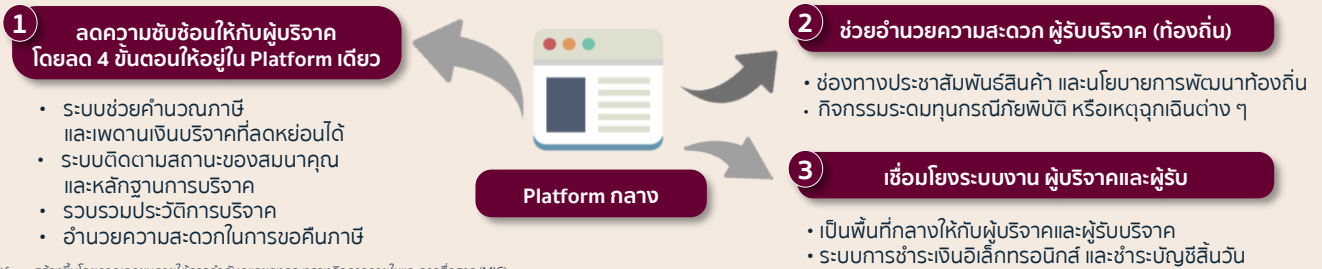 1
ลดความซับซ้อนให้กับผู้บริจาค
โดยลด 4 ขั้นตอนให้อยู่ใน Platform เดียว
• ระบบช่วยคำนวณภาษี
และเพดานเงินบริจาคที่ลดหย่อนได้
• ระบบติดตามสถานะของสมนาคุณ
และหลักฐานการบริจาค
• รวบรวมประวัติการบริจาค
• อำนวยความสะดวกในการขอคืนภาษี
Platform กลาง
2
ช่วยอำนวยความสะดวก ผู้รับบริจาค (ท้องถิ่น)
• ช่องทางประชาสัมพันธ์สินค้า และนโยบายการพัฒนาท้องถิ่น
• กิจกรรมระดมทุนกรณีภัยพิบัติ หรือเหตุฉุกเฉินต่าง ๆ
3
เชื่อมโยงระบบงาน ผู้บริจาคและผู้รับ
• เป็นพื้นที่กลางให้กับผู้บริจาคและผู้รับบริจาค
• ระบบการชำระเงินอิเล็กทรอนิกส์ และชำระบัญชีสิ้นวัน